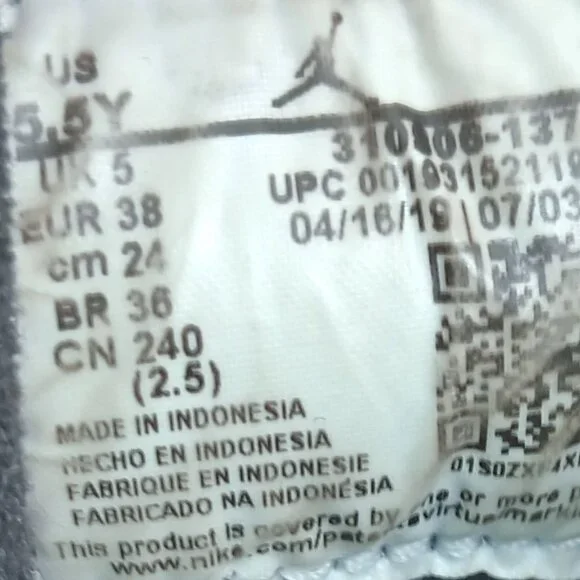 US
5.5Y
UK 5
EUR 38
cm 24
BR 36
CN 240
(2.5)
310806-137
UPC 00193152119
04/16/19 \ 07/03
MADE IN INDONESIA
HECHO EN INDONESIA
FABRIQUE EN INDONESIE
FABRICADO NA INDONÉSIA
This product is covered by one or more
www.nike.com/